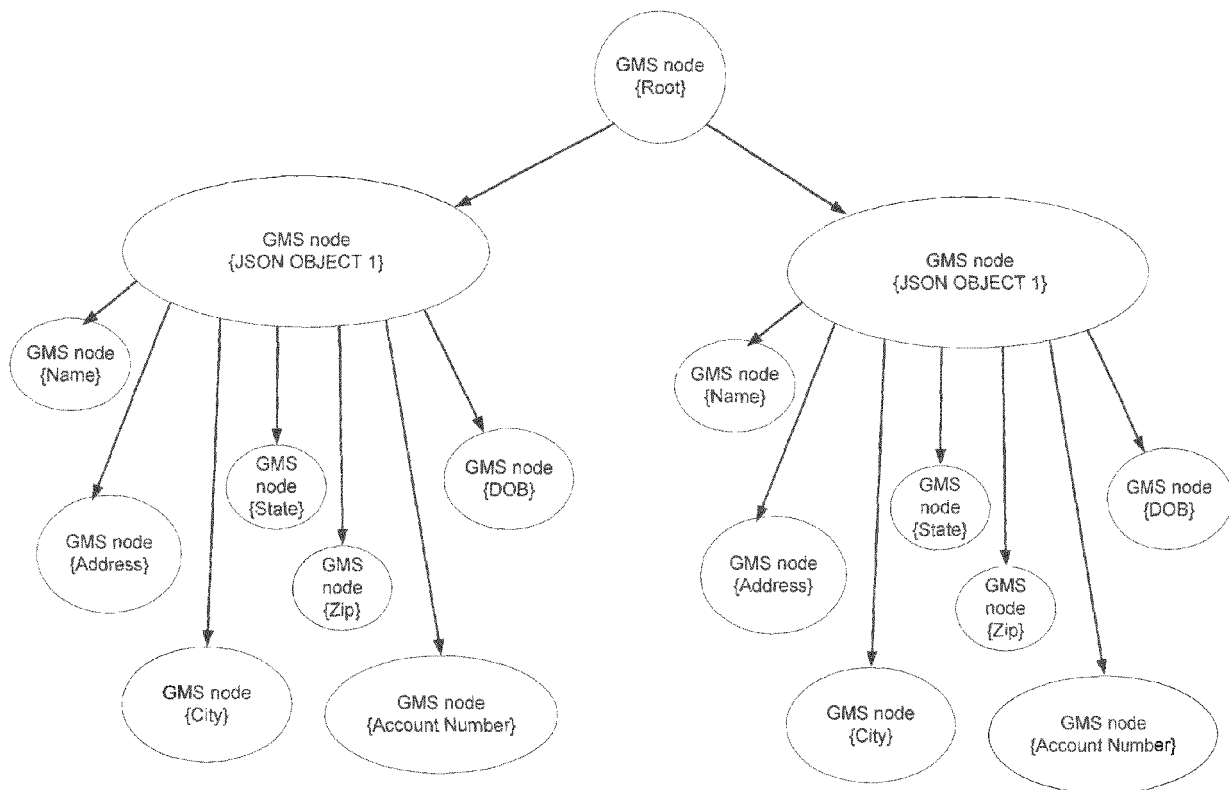 GMS node
{Root}
GMS node
{JSON OBJECT 1}
GMS node
{JSON OBJECT 1}
GMS node
{Name}
GMS node
{Address}
GMS node
{City}
GMS
node
{State}
GMS
node
{Zip}
GMS node
{Account Number}
GMS node
{DOB}
GMS node
{Name}
GMS node
{Address}
GMS node
{City}
GMS
node
{State}
GMS
node
{Zip}
GMS node
{Account Number}
GMS node
{DOB}